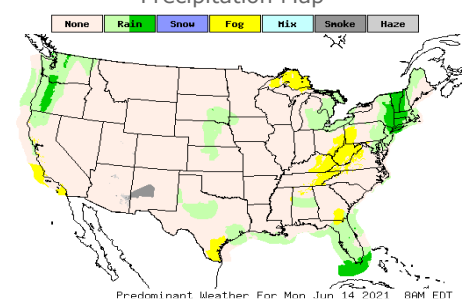 Precipitation Map
None Rain Snow Fog Mix Smoke Haze
Predominant Weather For Mon Jun 14 2021 8AM EDT